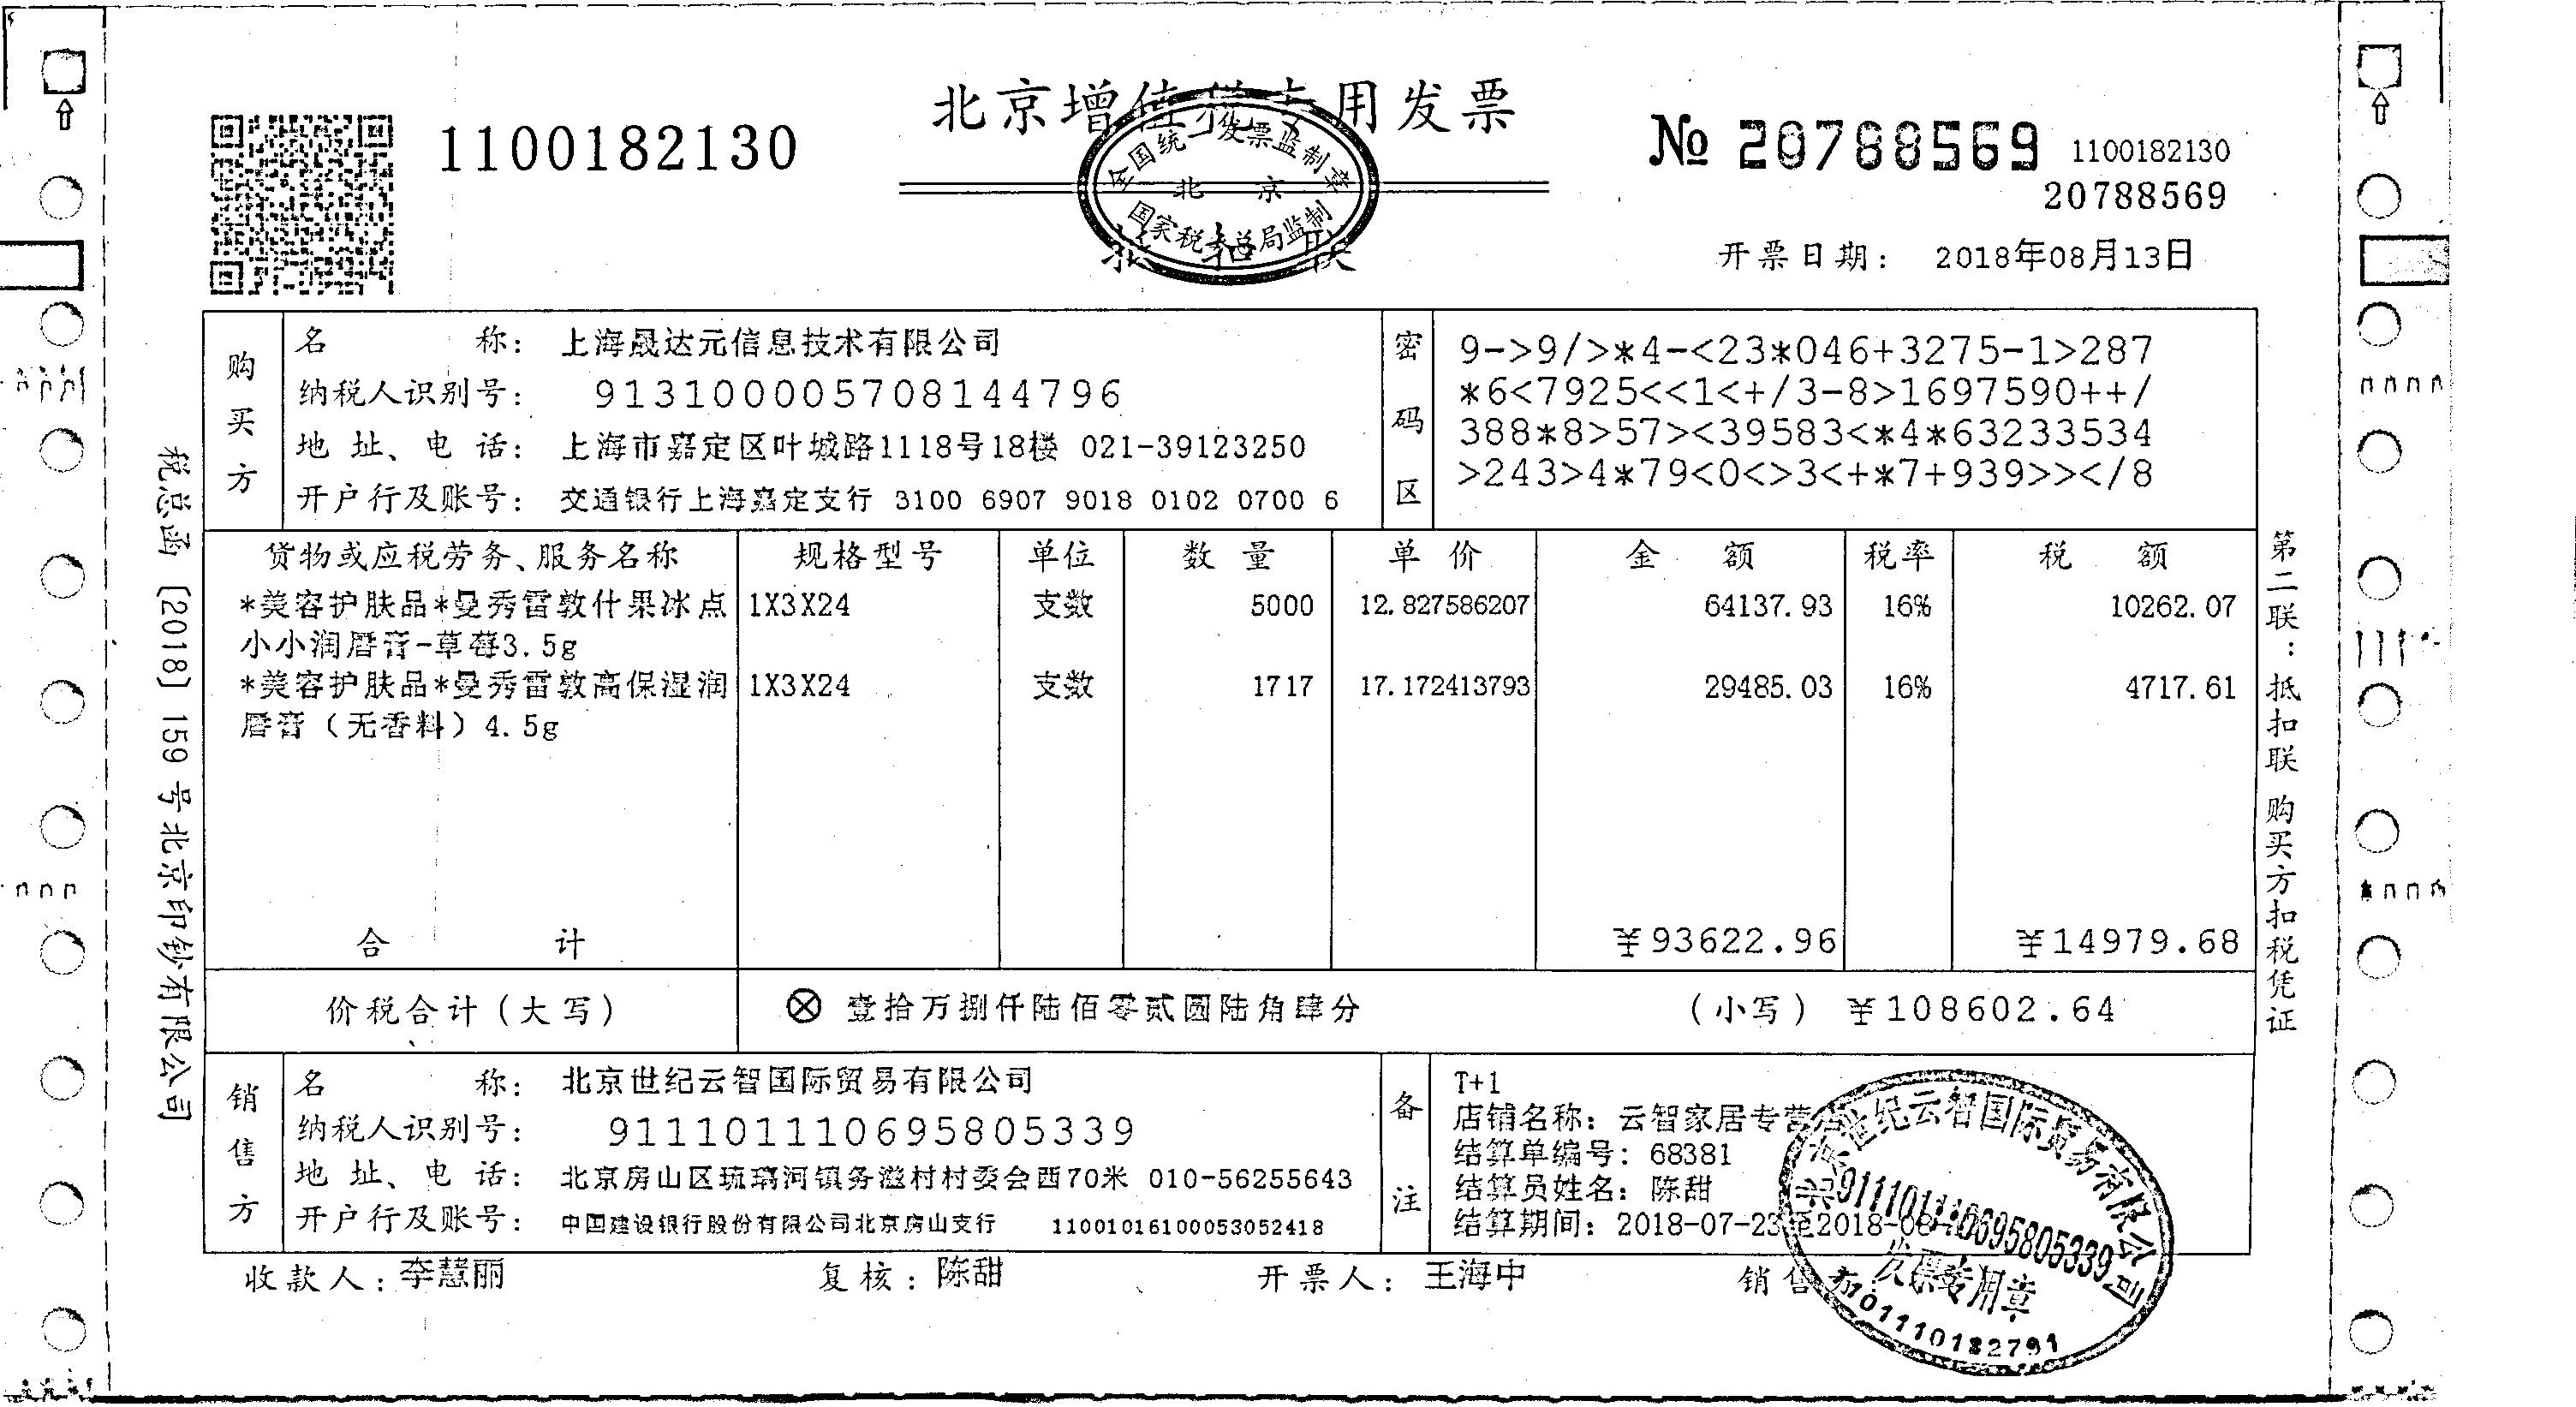 北京增值税专用发票
1100182130
№ 20788569
1100182130
20788569
全国统一发票监制章
北京
国家税务总局监制
抵扣联
开票日期： 2018年08月13日
购买方
名称： 上海晟达元信息技术有限公司
纳税人识别号： 913100005708144796
地址、电话： 上海市嘉定区叶城路1118号18楼 021-39123250
开户行及账号： 交通银行上海嘉定支行 3100 6907 9018 0102 0700 6
密码区
9->9/>*4-<23*046+3275-1>287
*6<7925<<1<+/3-8>1697590++/
388*8>57><39583<*4*63233534
>243>4*79<0<>3<+*7+939>></8
货物或应税劳务、服务名称 规格型号 单位 数量 单价 金额 税率 税额
*美容护肤品*曼秀雷敦什果冰点 1X3X24 支数 5000 12.827586207 64137.93 16% 10262.07
小小润唇膏-草莓3.5g
*美容护肤品*曼秀雷敦高保湿润 1X3X24 支数 1717 17.172413793 29485.03 16% 4717.61
唇膏（无香料）4.5g
合计 ￥93622.96 ￥14979.68
价税合计（大写） ⊗ 壹拾万捌仟陆佰零贰圆陆角肆分 （小写） ￥108602.64
销售方
名称： 北京世纪云智国际贸易有限公司
纳税人识别号： 911101110695805339
地址、电话： 北京房山区琉璃河镇务滋村村委会西70米 010-56255643
开户行及账号： 中国建设银行股份有限公司北京房山支行 11001016100053052418
备注
T+1
店铺名称：云智家居专营
结算单编号：68381
结算员姓名：陈甜
结算期间：2018-07-23至2018-08-
收款人：李慧丽 复核：陈甜 开票人：王海中 销售
北京世纪云智国际贸易有限公司
911101110695805339
发票专用章
税总函〔2018〕159号北京印钞有限公司
第二联：抵扣联 购买方扣税凭证